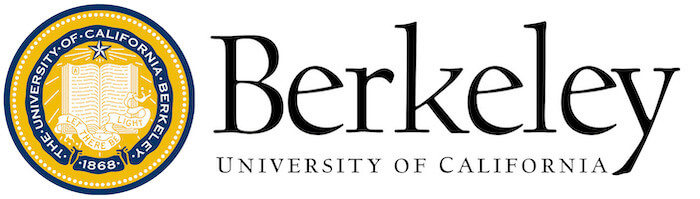 ·THE·UNIVERSITY·OF·CALIFORNIA·BERKELEY·
A
LET THERE BE LIGHT
·1868·
Berkeley
UNIVERSITY OF CALIFORNIA